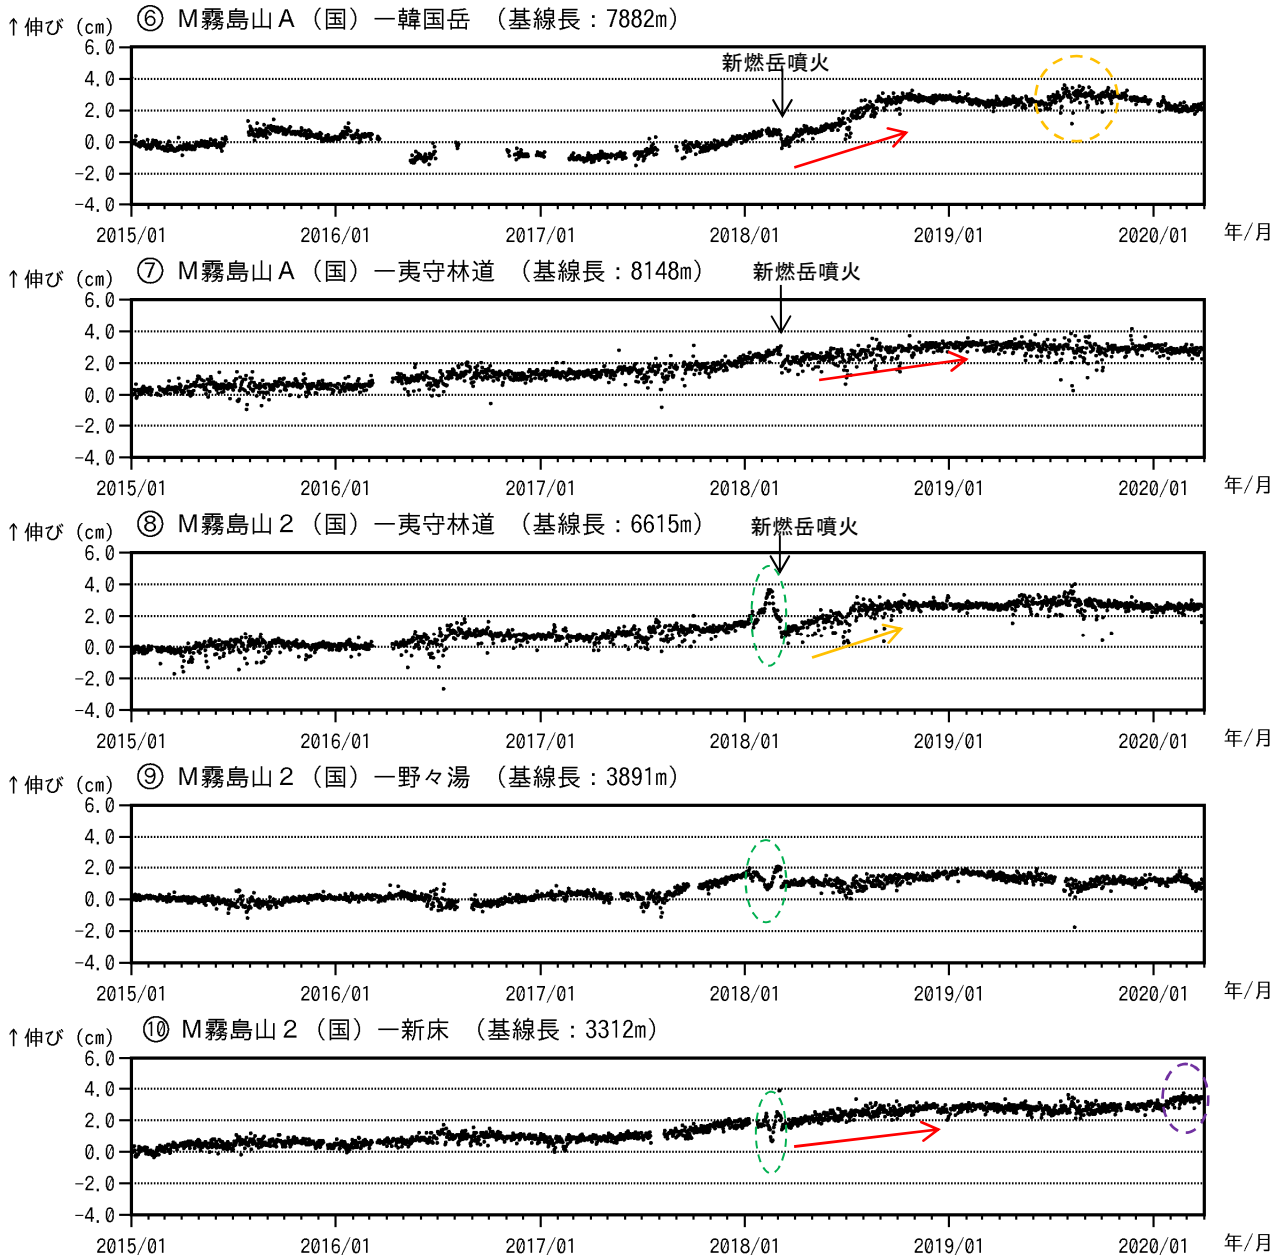 ↑伸び（cm）
⑥ M霧島山A（国）－韓国岳 （基線長：7882m）
新燃岳噴火
6.0
4.0
2.0
0.0
-2.0
-4.0
2015/01 2016/01 2017/01 2018/01 2019/01 2020/01 年/月
↑伸び（cm）
⑦ M霧島山A（国）－夷守林道 （基線長：8148m）
新燃岳噴火
6.0
4.0
2.0
0.0
-2.0
-4.0
2015/01 2016/01 2017/01 2018/01 2019/01 2020/01 年/月
↑伸び（cm）
⑧ M霧島山2（国）－夷守林道 （基線長：6615m）
新燃岳噴火
6.0
4.0
2.0
0.0
-2.0
-4.0
2015/01 2016/01 2017/01 2018/01 2019/01 2020/01 年/月
↑伸び（cm）
⑨ M霧島山2（国）－野々湯 （基線長：3891m）
6.0
4.0
2.0
0.0
-2.0
-4.0
2015/01 2016/01 2017/01 2018/01 2019/01 2020/01 年/月
↑伸び（cm）
⑩ M霧島山2（国）－新床 （基線長：3312m）
6.0
4.0
2.0
0.0
-2.0
-4.0
2015/01 2016/01 2017/01 2018/01 2019/01 2020/01 年/月